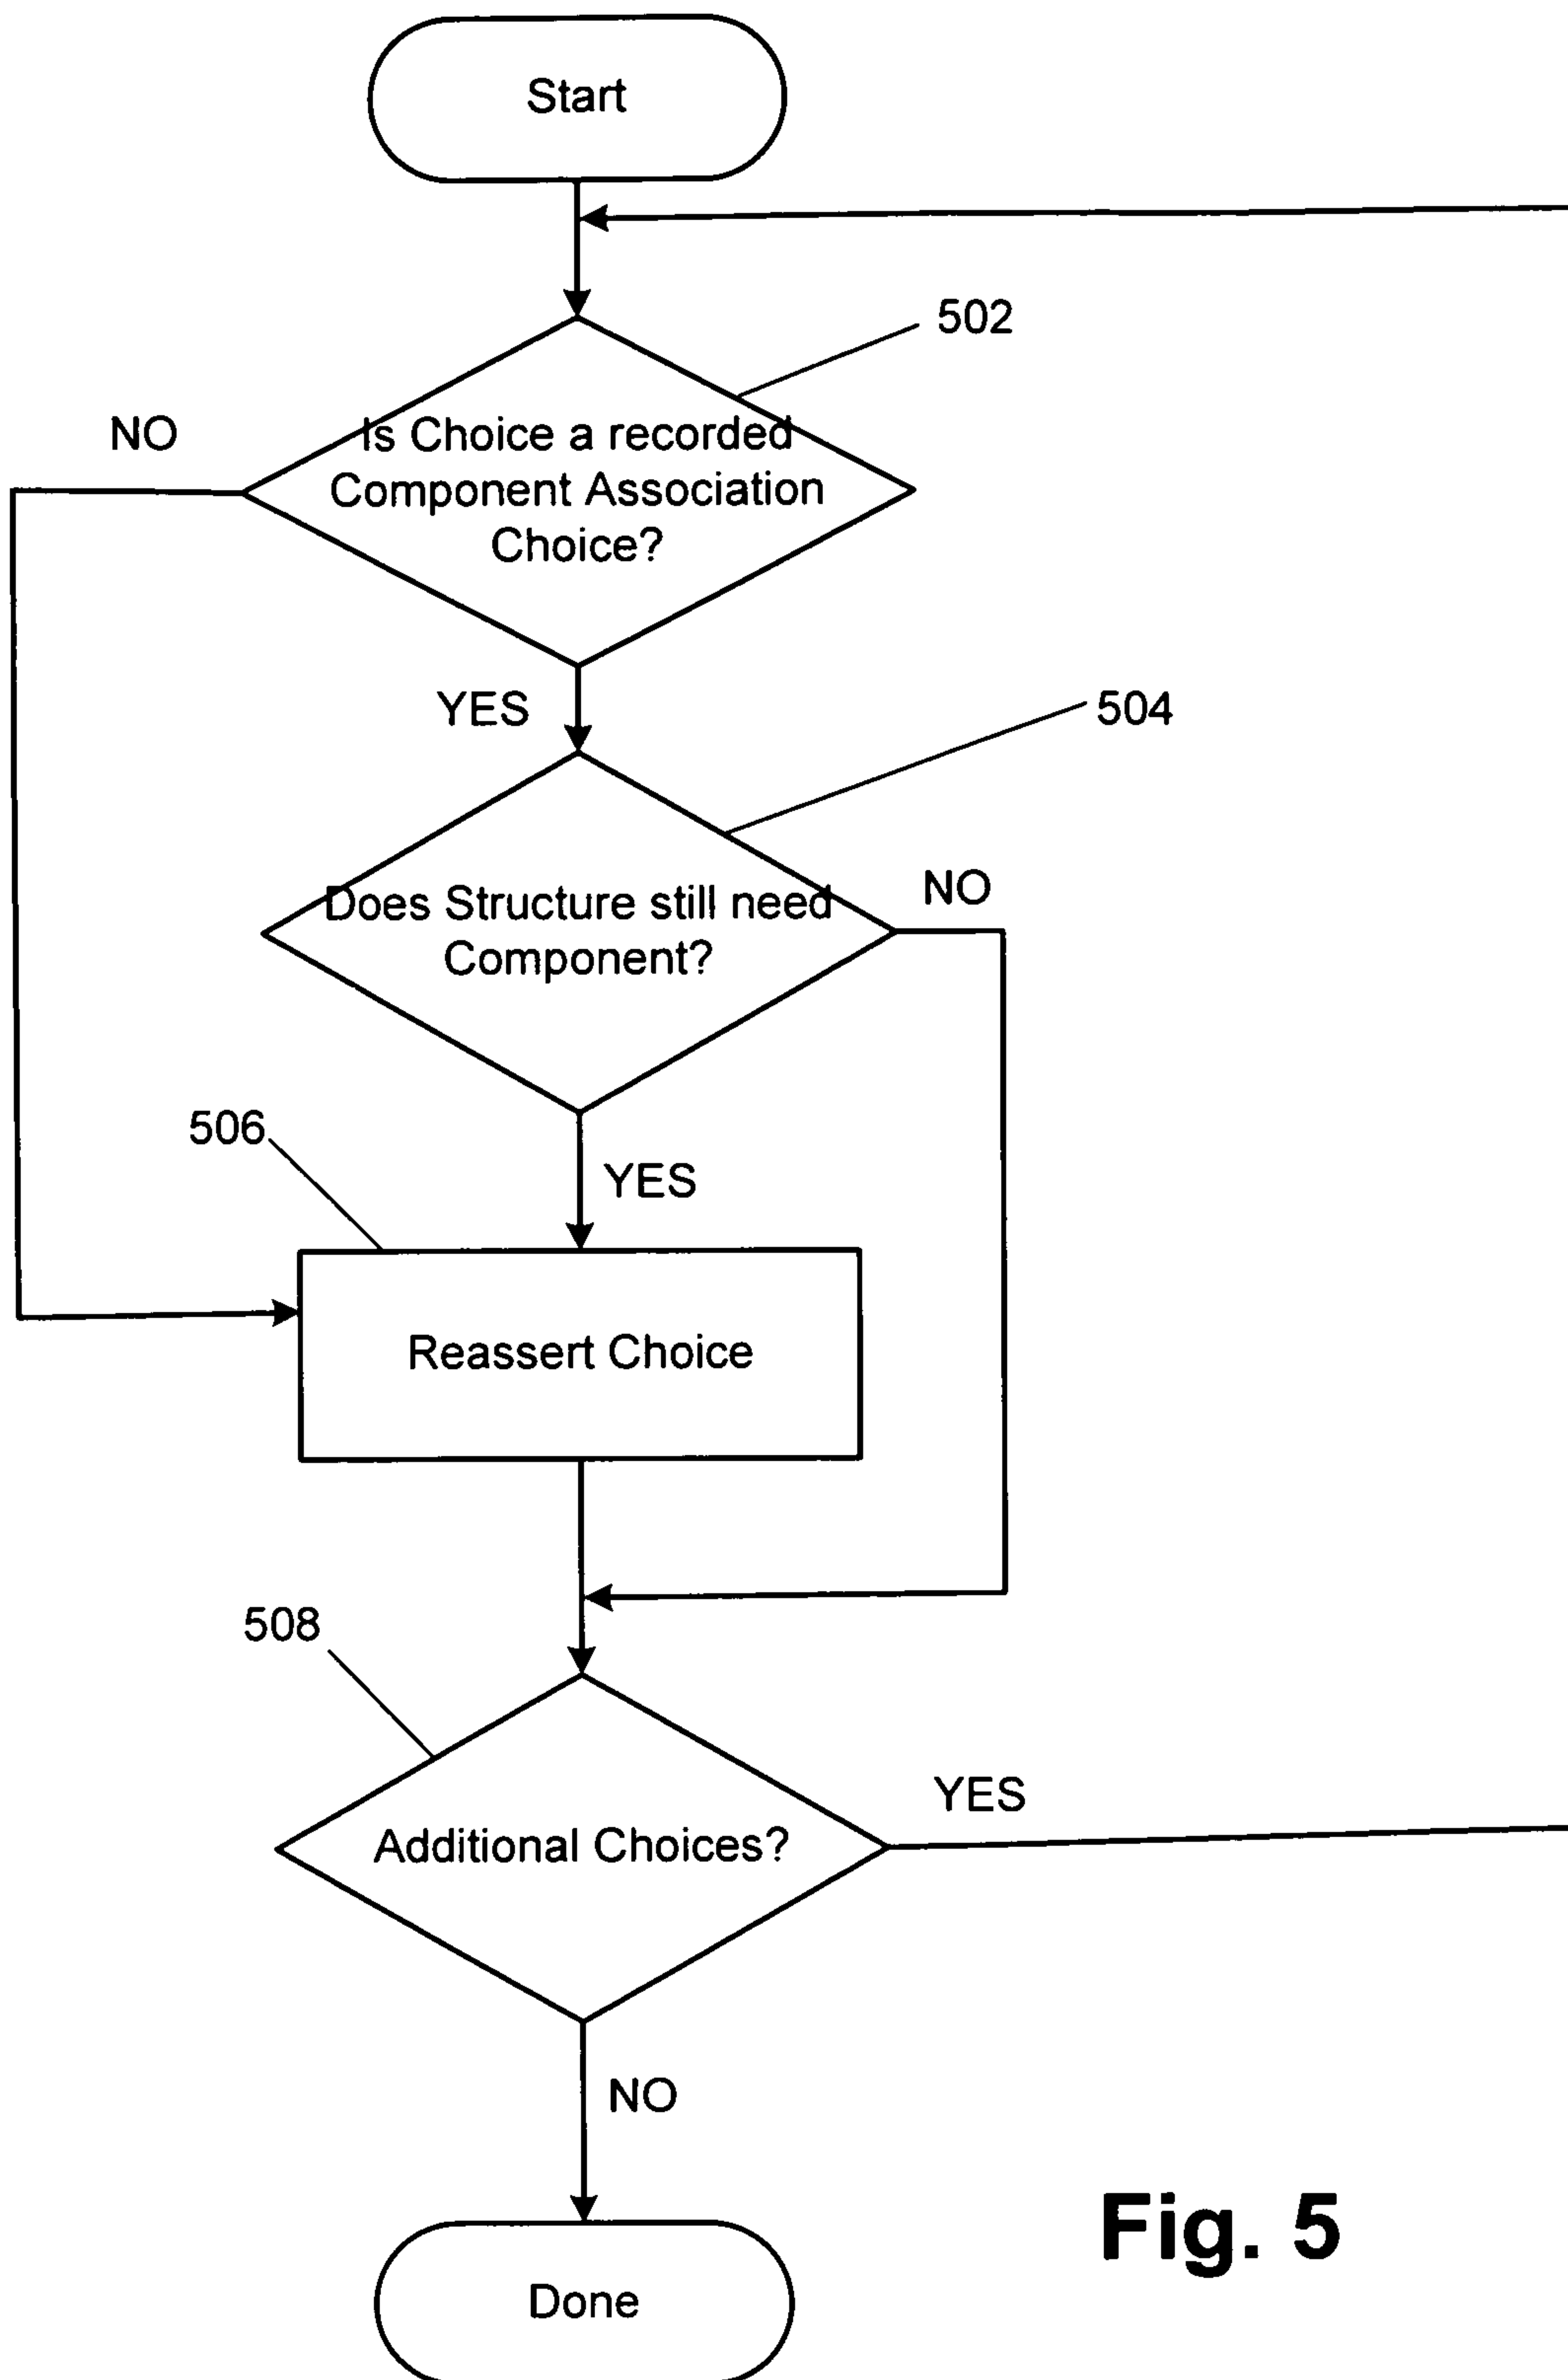 Start
502
NO
Is Choice a recorded
Component Association
Choice?
YES
504
Does Structure still need
Component?
NO
506
YES
Reassert Choice
508
Additional Choices?
YES
NO
Fig. 5
Done